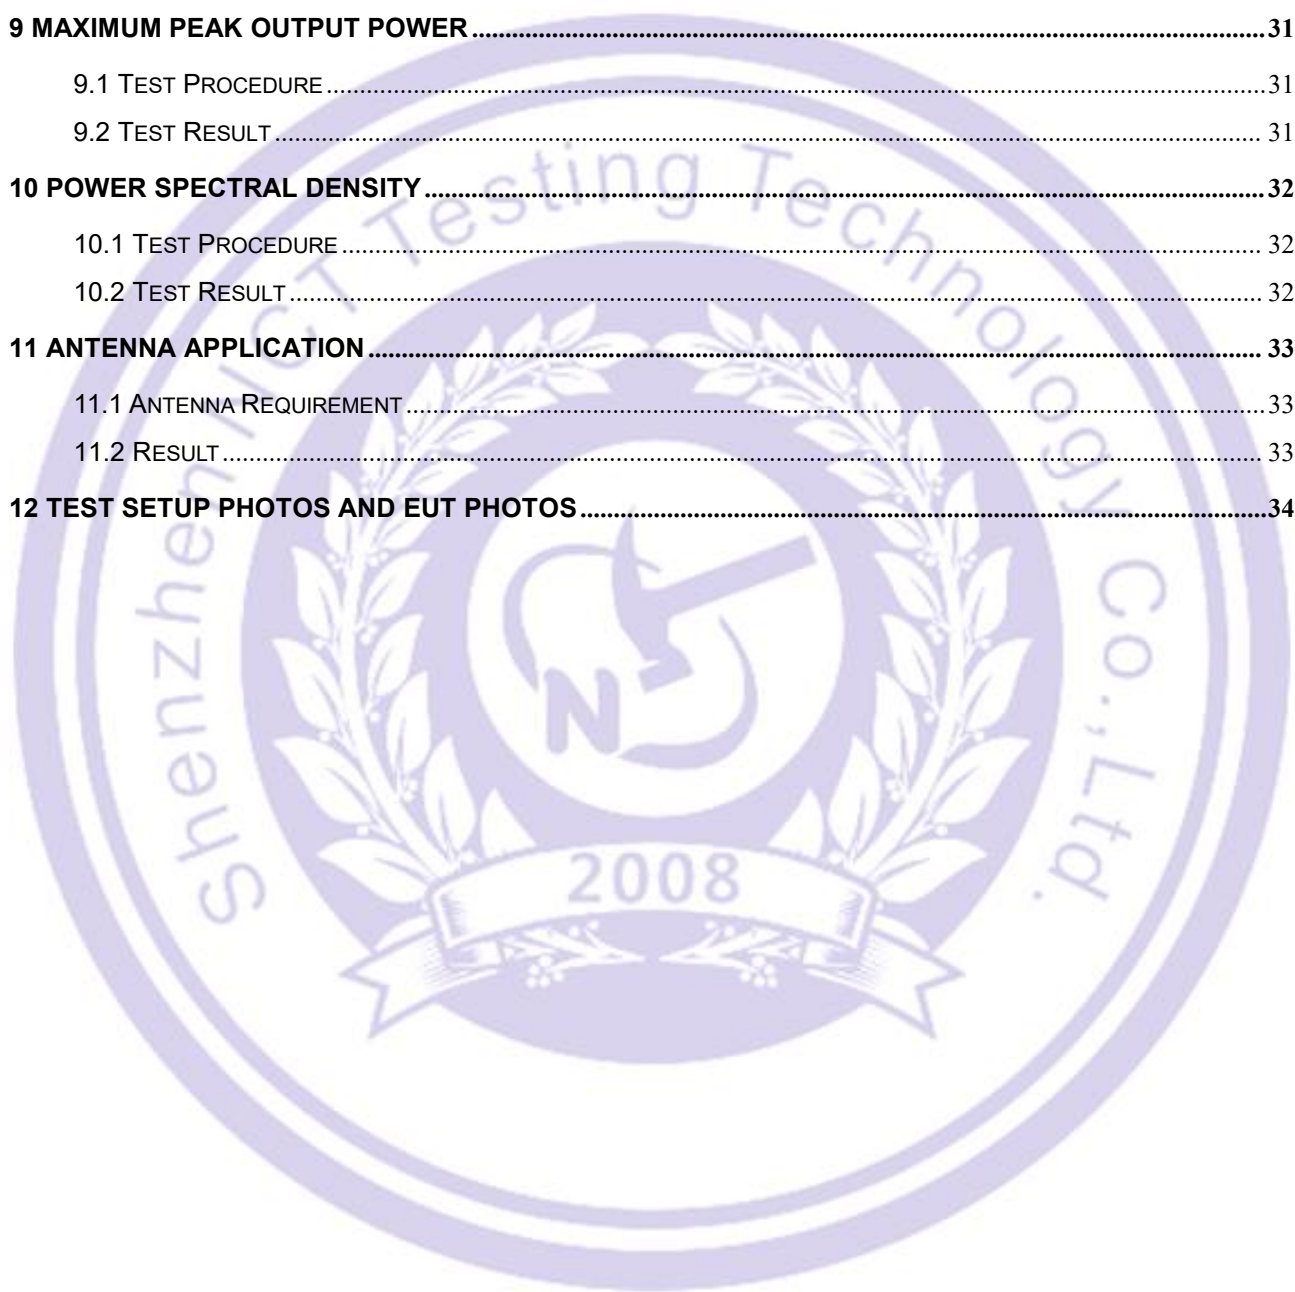 9 MAXIMUM PEAK OUTPUT POWER 31
9.1 TEST PROCEDURE 31
9.2 TEST RESULT 31
10 POWER SPECTRAL DENSITY 32
10.1 TEST PROCEDURE 32
10.2 TEST RESULT 32
11 ANTENNA APPLICATION 33
11.1 ANTENNA REQUIREMENT 33
11.2 RESULT 33
12 TEST SETUP PHOTOS AND EUT PHOTOS 34
Testing Technology Co.,Ltd.
Shenzhen
N
2008